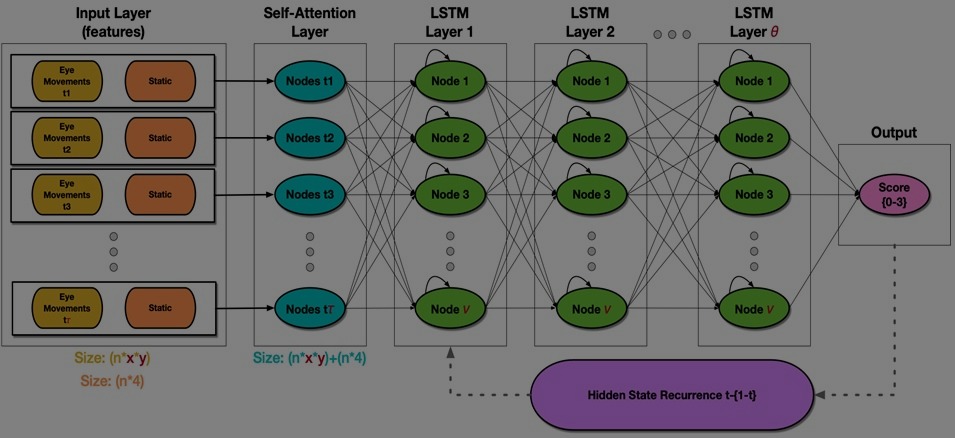 Input Layer
(features)
Self-Attention
Layer
LSTM
Layer 1
LSTM
Layer 2
LSTM
Layer θ
Eye
Movements
t1
Static
Nodes t1
Node 1
Node 1
Node 1
Eye
Movements
t2
Static
Nodes t2
Node 2
Node 2
Node 2
Output
Eye
Movements
t3
Static
Nodes t3
Node 3
Node 3
Node 3
Score
{0-3}
Eye
Movements
tτ
Static
Nodes tτ
Node ν
Node ν
Node ν
Size: (n*x*y)
Size: (n*4)
Size: (n*x*y)+(n*4)
Hidden State Recurrence t-{1-t}